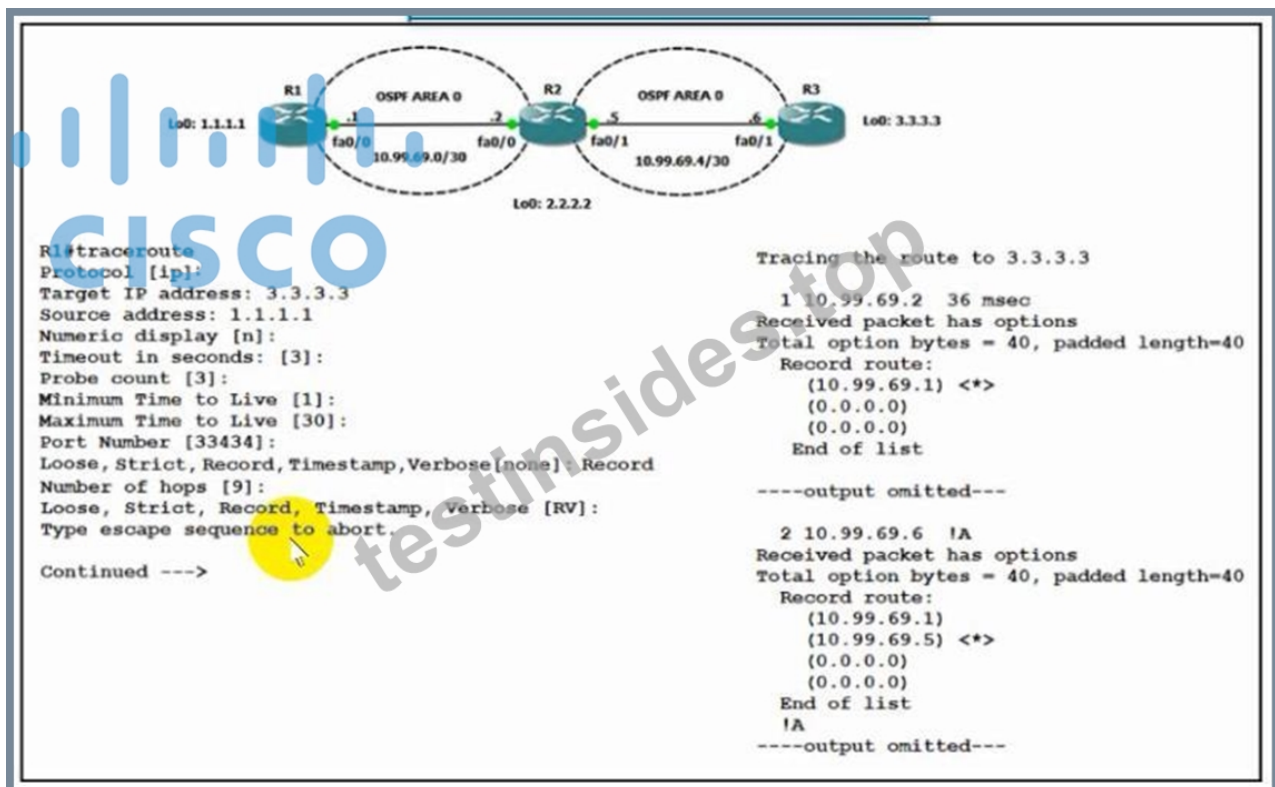 R1
OSPF AREA 0
R2
OSPF AREA 0
R3
Lo0: 1.1.1.1
.1
.2
.5
.6
Lo0: 3.3.3.3
fa0/0
fa0/0
fa0/1
fa0/1
10.99.69.0/30
10.99.69.4/30
Lo0: 2.2.2.2
CISCO
R1#traceroute
Protocol [ip]:
Target IP address: 3.3.3.3
Source address: 1.1.1.1
Numeric display [n]:
Timeout in seconds: [3]:
Probe count [3]:
Minimum Time to Live [1]:
Maximum Time to Live [30]:
Port Number [33434]:
Loose, Strict, Record, Timestamp, Verbose[none]: Record
Number of hops [9]:
Loose, Strict, Record, Timestamp, Verbose [RV]:
Type escape sequence to abort.
Continued --->
Tracing the route to 3.3.3.3
1 10.99.69.2 36 msec
Received packet has options
Total option bytes = 40, padded length=40
Record route:
(10.99.69.1) <*>
(0.0.0.0)
(0.0.0.0)
End of list
----output omitted---
2 10.99.69.6 !A
Received packet has options
Total option bytes = 40, padded length=40
Record route:
(10.99.69.1)
(10.99.69.5) <*>
(0.0.0.0)
(0.0.0.0)
End of list
!A
----output omitted---
testinsides.top